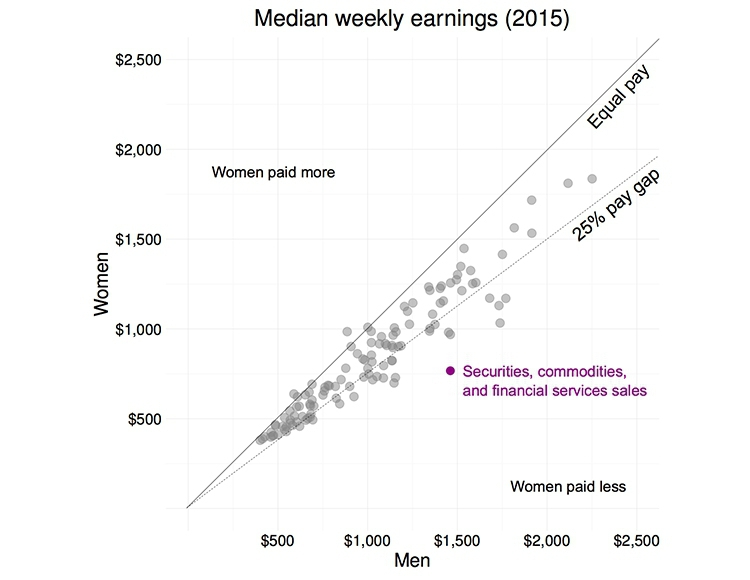 Median weekly earnings (2015)
$2,500
Equal pay
$2,000
Women paid more
25% pay gap
$1,500
Women
$1,000
Securities, commodities,
and financial services sales
$500
Women paid less
$500 $1,000 $1,500 $2,000 $2,500
Men